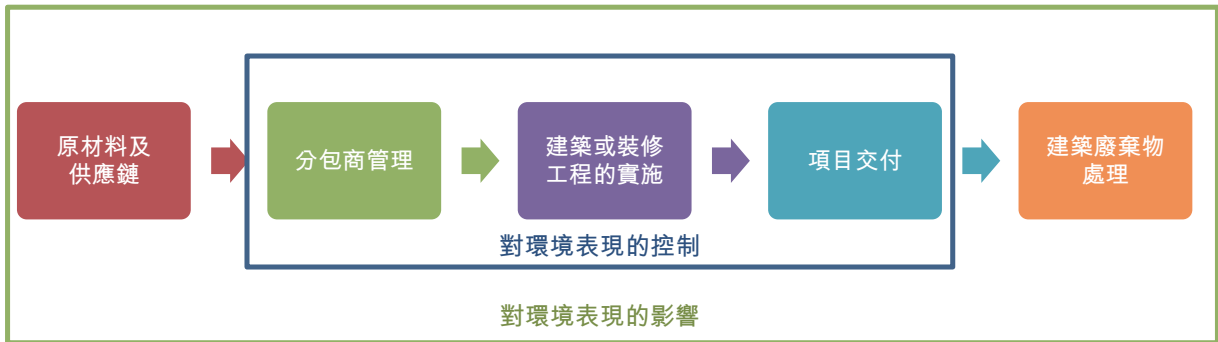 原材料及
供應鏈
分包商管理
建築或裝修
工程的實施
項目交付
建築廢棄物
處理
對環境表現的控制
對環境表現的影響